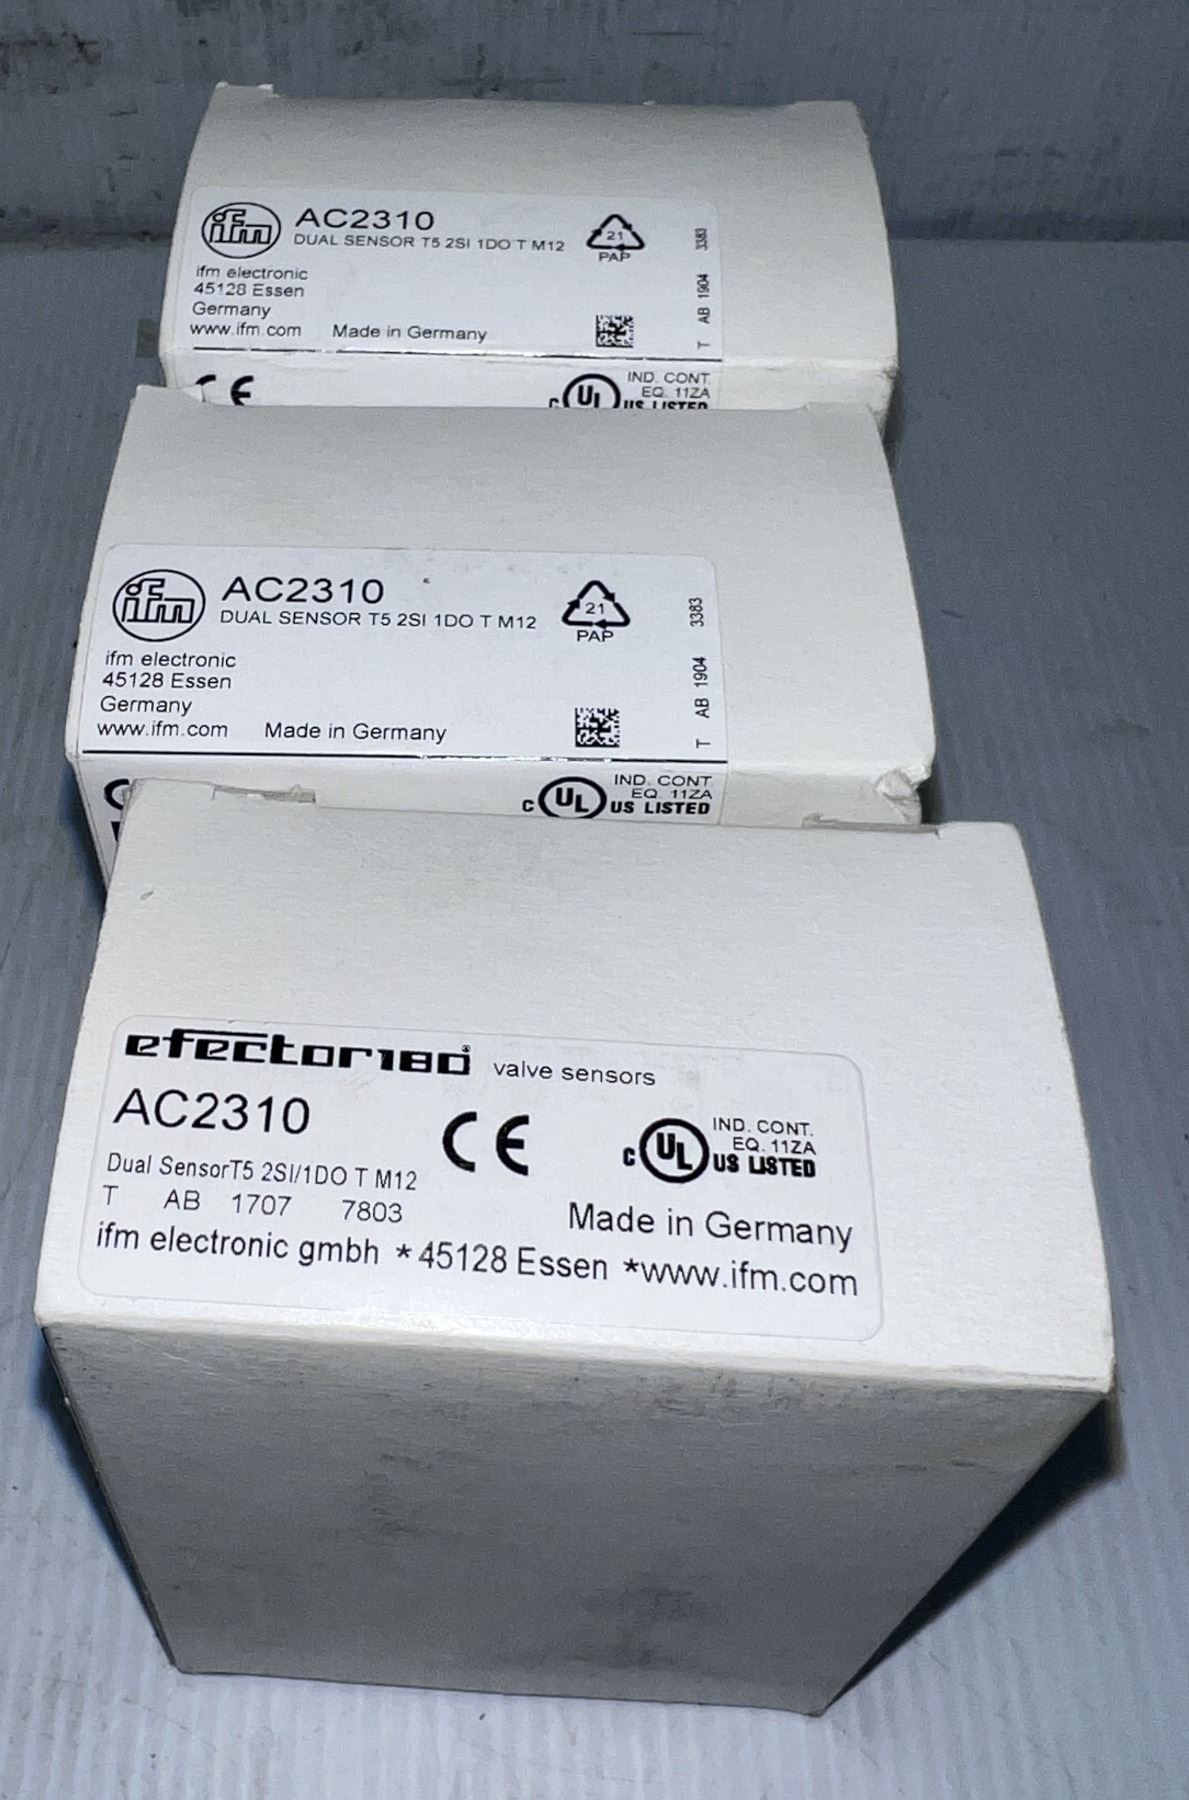 ifm
AC2310
DUAL SENSOR T5 2SI 1DO T M12
21
PAP
ifm electronic
45128 Essen
Germany
www.ifm.com Made in Germany
T AB 1904 3383
CE
C UL US LISTED
IND. CONT.
EQ. 11ZA
ifm
AC2310
DUAL SENSOR T5 2SI 1DO T M12
21
PAP
ifm electronic
45128 Essen
Germany
www.ifm.com Made in Germany
T AB 1904 3383
IND. CONT.
EQ. 11ZA
C UL US LISTED
efector180® valve sensors
AC2310
CE
IND. CONT.
EQ. 11ZA
C UL US LISTED
Dual SensorT5 2SI/1DO T M12
T AB 1707 7803
Made in Germany
ifm electronic gmbh *45128 Essen *www.ifm.com